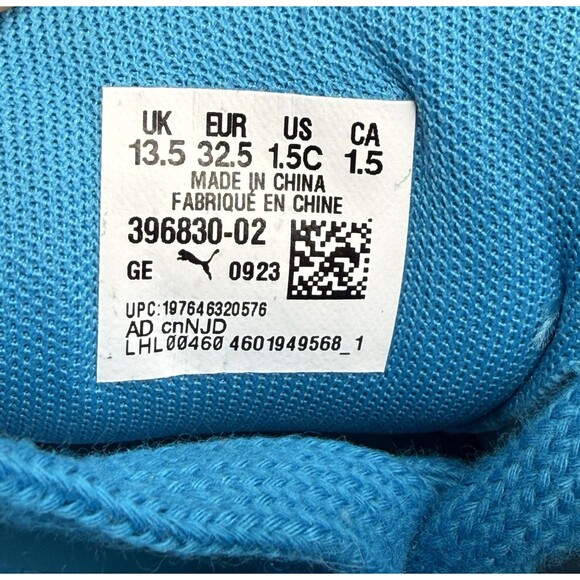 UK EUR US CA
13.5 32.5 1.5C 1.5
MADE IN CHINA
FABRIQUÉ EN CHINE
396830-02
GE 0923
UPC:197646320576
AD cnNJD
LHL00460 4601949568_1